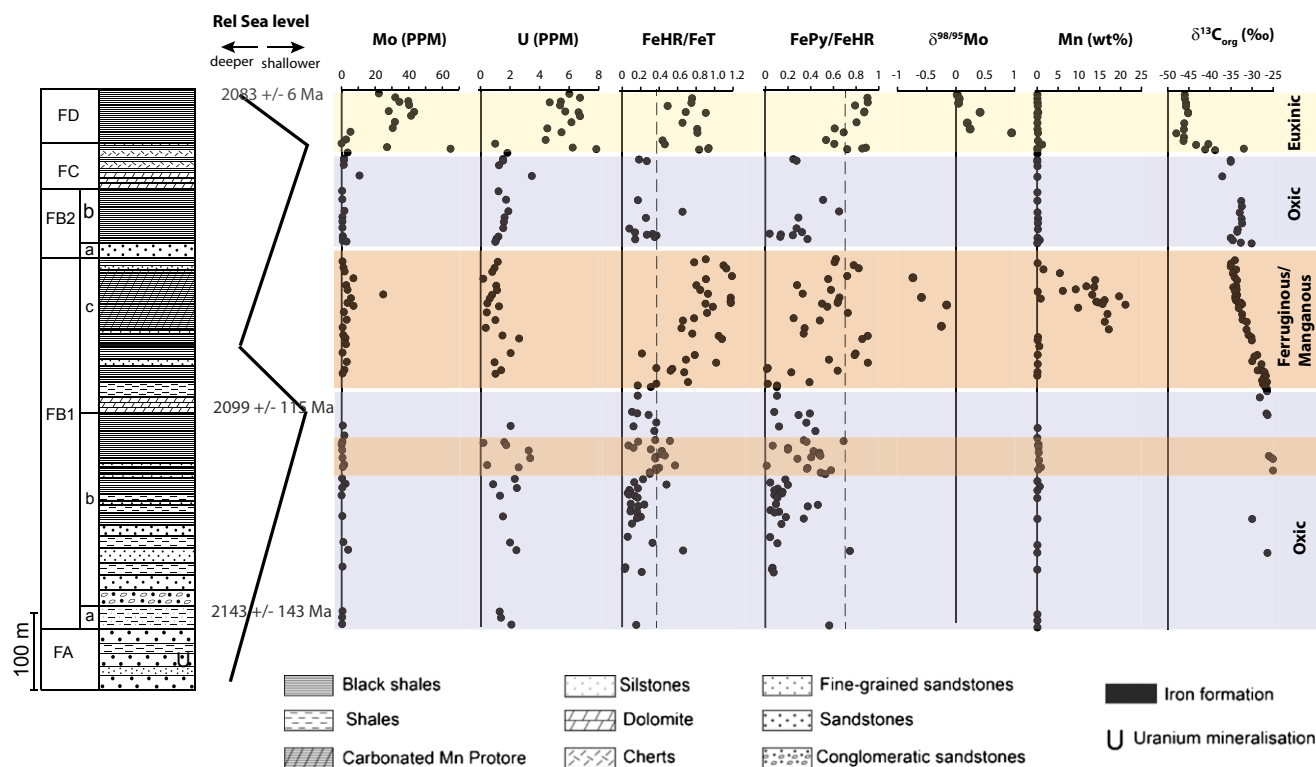 Rel Sea level
deeper shallower
Mo (PPM)
U (PPM)
FeHR/FeT
FePy/FeHR
δ98/95Mo
Mn (wt%)
δ13Corg (‰)
0 20 40 60
0 2 4 6 8
0 0.2 0.4 0.6 0.8 1.0 1.2
0 0.2 0.4 0.6 0.8 1
-1 0 0.5 1
0 5 10 15 20 25
-50 -45 -35 -25
2083 +/- 6 Ma
FD
Euxinic
FC
FB2
b
a
Oxic
c
Ferruginous/
Manganous
FB1
2099 +/- 115 Ma
b
Oxic
2143 +/- 143 Ma
a
FA
U
100 m
Black shales
Silstones
Fine-grained sandstones
Iron formation
Shales
Dolomite
Sandstones
U Uranium mineralisation
Carbonated Mn Protore
Cherts
Conglomeratic sandstones